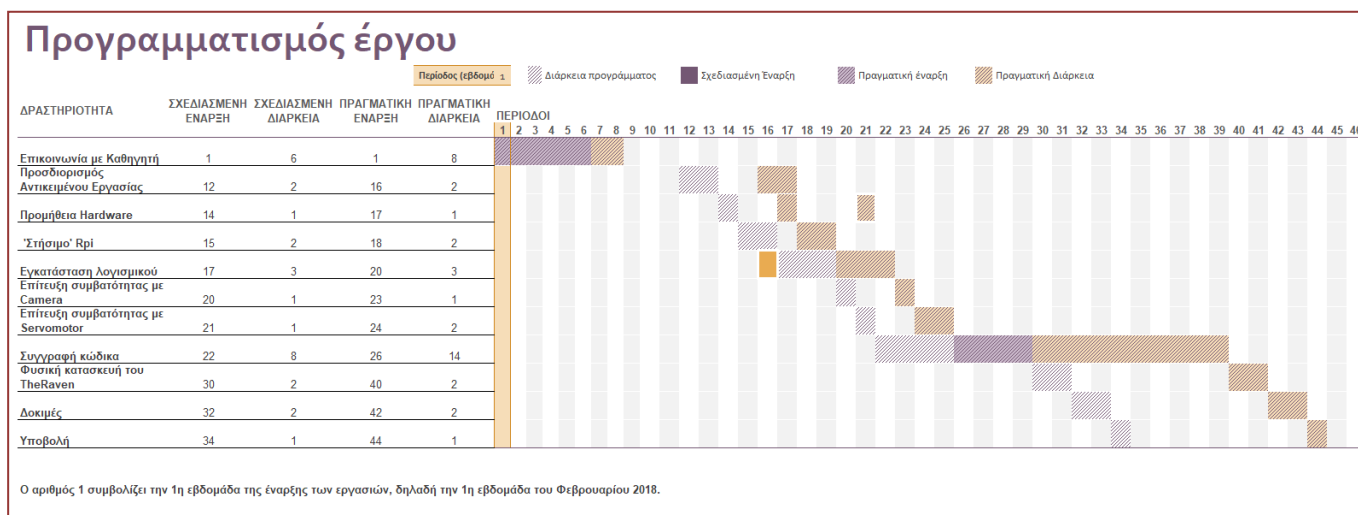 Προγραμματισμός έργου
Περίοδος (εβδομά 1 Διάρκεια προγράμματος Σχεδιασμένη Έναρξη Πραγματική έναρξη Πραγματική Διάρκεια
ΔΡΑΣΤΗΡΙΟΤΗΤΑ ΣΧΕΔΙΑΣΜΕΝΗ ΕΝΑΡΞΗ ΣΧΕΔΙΑΣΜΕΝΗ ΔΙΑΡΚΕΙΑ ΠΡΑΓΜΑΤΙΚΗ ΕΝΑΡΞΗ ΠΡΑΓΜΑΤΙΚΗ ΔΙΑΡΚΕΙΑ ΠΕΡΙΟΔΟΙ
1 2 3 4 5 6 7 8 9 10 11 12 13 14 15 16 17 18 19 20 21 22 23 24 25 26 27 28 29 30 31 32 33 34 35 36 37 38 39 40 41 42 43 44 45
Επικοινωνία με Καθηγητή 1 6 1 8
Προσδιορισμός
Αντικειμένου Εργασίας 12 2 16 2
Προμήθεια Hardware 14 1 17 1
'Στήσιμο' Rpi 15 2 18 2
Εγκατάσταση λογισμικού 17 3 20 3
Επίτευξη συμβατότητας με
Camera 20 1 23 1
Επίτευξη συμβατότητας με
Servomotor 21 1 24 2
Συγγραφή κώδικα 22 8 26 14
Φυσική κατασκευή του
TheRaven 30 2 40 2
Δοκιμές 32 2 42 2
Υποβολή 34 1 44 1
Ο αριθμός 1 συμβολίζει την 1η εβδομάδα της έναρξης των εργασιών, δηλαδή την 1η εβδομάδα του Φεβρουαρίου 2018.